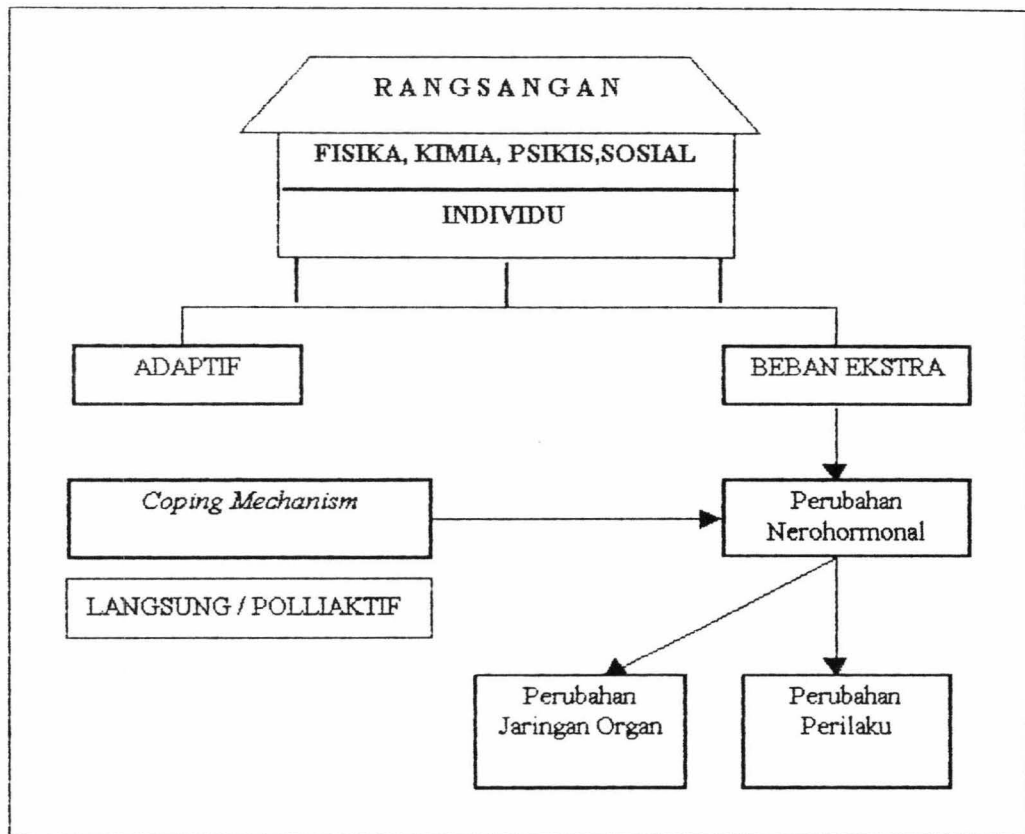 RANGSANGAN
FISIKA, KIMIA, PSIKIS,SOSIAL
INDIVIDU
ADAPTIF
BEBAN EKSTRA
Coping Mechanism
Perubahan
Nerohormonal
LANGSUNG / POLLIAKTIF
Perubahan
Jaringan Organ
Perubahan
Perilaku